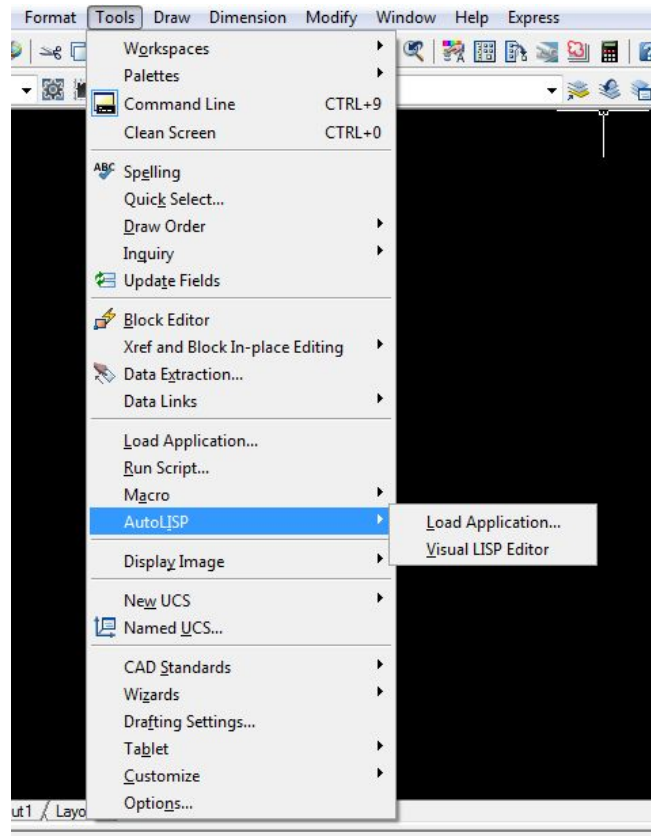 Format Tools Draw Dimension Modify Window Help Express
Workspaces
Palettes
Command Line CTRL+9
Clean Screen CTRL+0
ABC Spelling
Quick Select...
Draw Order
Inquiry
Update Fields
Block Editor
Xref and Block In-place Editing
Data Extraction...
Data Links
Load Application...
Run Script...
Macro
AutoLISP Load Application...
Visual LISP Editor
Display Image
New UCS
Named UCS...
CAD Standards
Wizards
Drafting Settings...
Tablet
Customize
Options...
ut1 / Layo